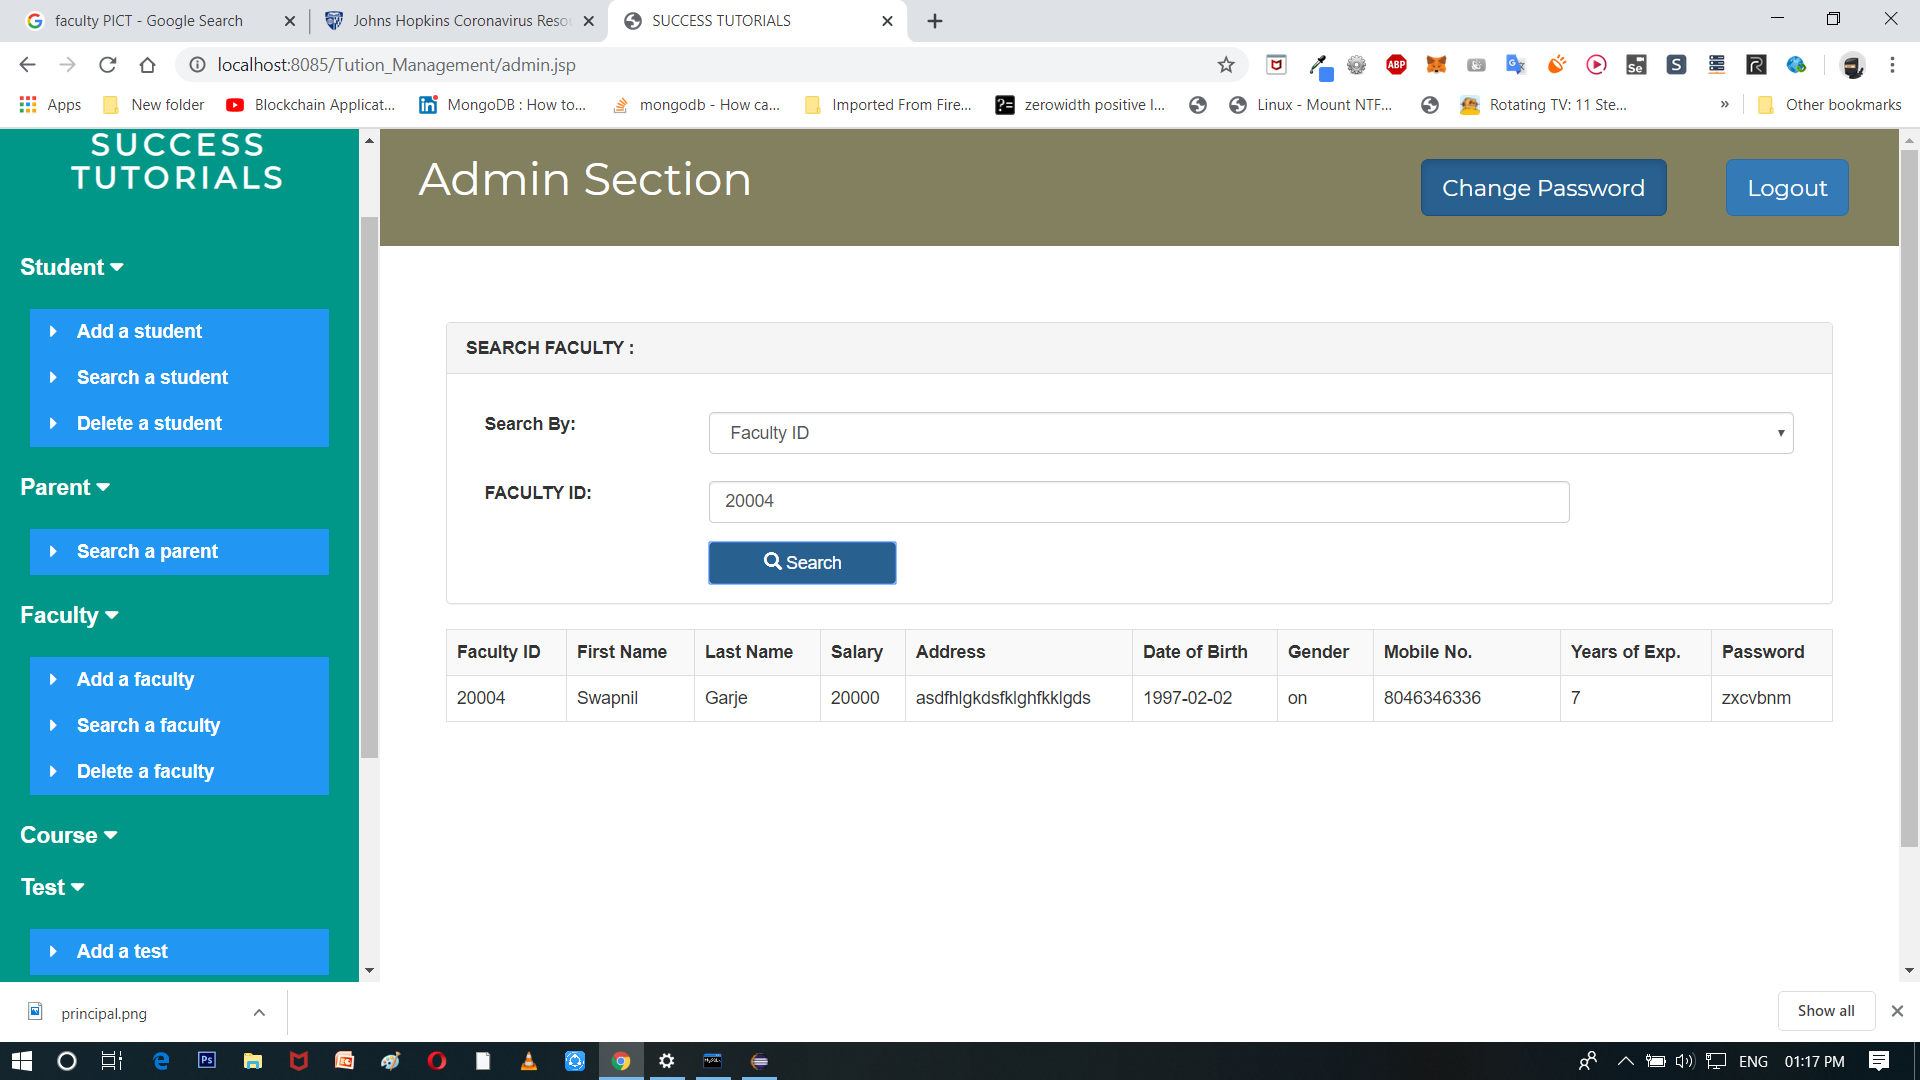 faculty PICT - Google Search
Johns Hopkins Coronavirus Reso
SUCCESS TUTORIALS
localhost:8085/Tution_Management/admin.jsp
Apps
New folder
Blockchain Applicat...
MongoDB : How to...
mongodb - How ca...
Imported From Fire...
zerowidth positive l...
Linux - Mount NTF...
Rotating TV: 11 Ste...
»
Other bookmarks
SUCCESS
TUTORIALS
Admin Section
Change Password
Logout
Student
Add a student
Search a student
Delete a student
Parent
Search a parent
Faculty
Add a faculty
Search a faculty
Delete a faculty
Course
Test
Add a test
SEARCH FACULTY :
Search By:
Faculty ID
FACULTY ID:
20004
Search
Faculty ID First Name Last Name Salary Address Date of Birth Gender Mobile No. Years of Exp. Password
20004 Swapnil Garje 20000 asdfhlgkdsfklghfkklgds 1997-02-02 on 8046346336 7 zxcvbnm
principal.png
Show all
ENG
01:17 PM